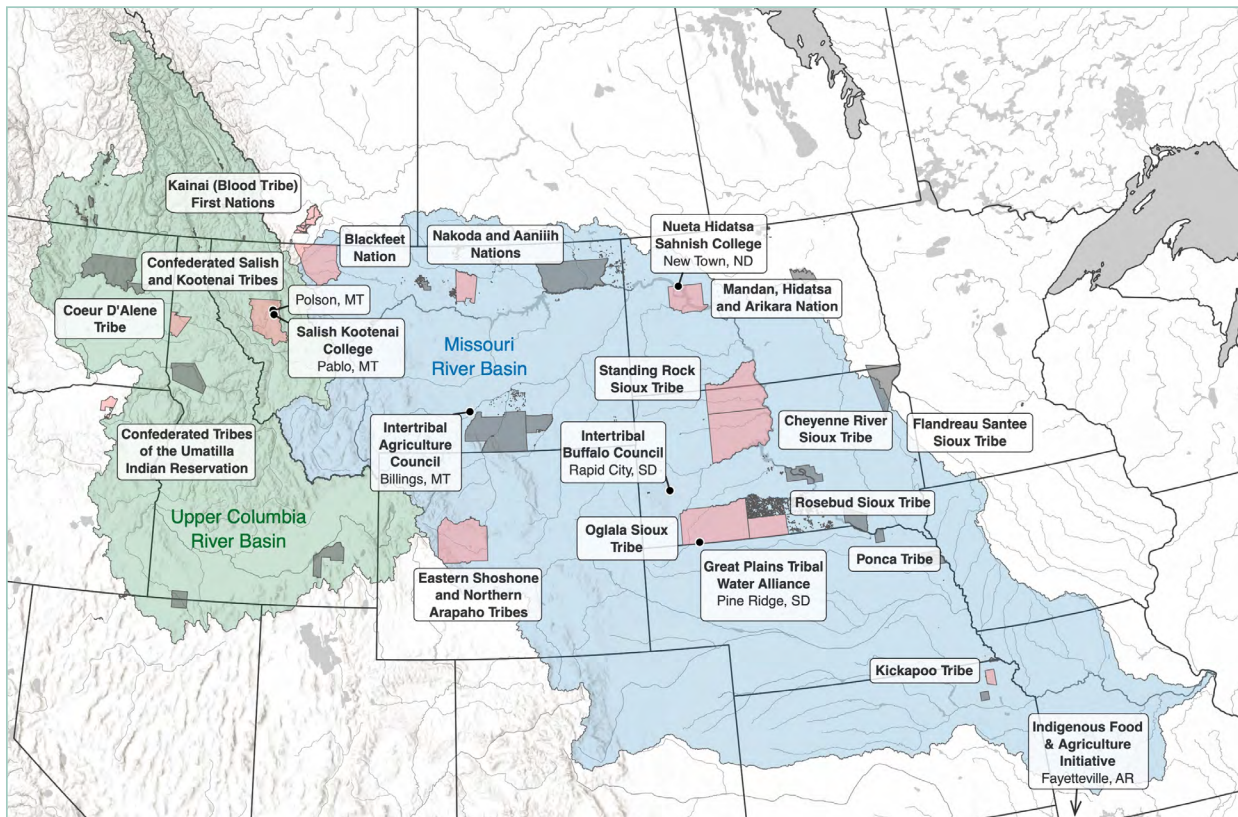 Kainai (Blood Tribe)
First Nations
Blackfeet
Nation
Nakoda and Aaniiih
Nations
Nueta Hidatsa
Sahnish College
New Town, ND
Confederated Salish
and Kootenai Tribes
Mandan, Hidatsa
and Arikara Nation
Polson, MT
Coeur D'Alene
Tribe
Salish Kootenai
College
Pablo, MT
Missouri
River Basin
Standing Rock
Sioux Tribe
Confederated Tribes
of the Umatilla
Indian Reservation
Intertribal
Agriculture
Council
Billings, MT
Intertribal
Buffalo Council
Rapid City, SD
Cheyenne River
Sioux Tribe
Flandreau Santee
Sioux Tribe
Upper Columbia
River Basin
Rosebud Sioux Tribe
Oglala Sioux
Tribe
Ponca Tribe
Great Plains Tribal
Water Alliance
Pine Ridge, SD
Eastern Shoshone
and Northern
Arapaho Tribes
Kickapoo Tribe
Indigenous Food
& Agriculture
Initiative
Fayetteville, AR